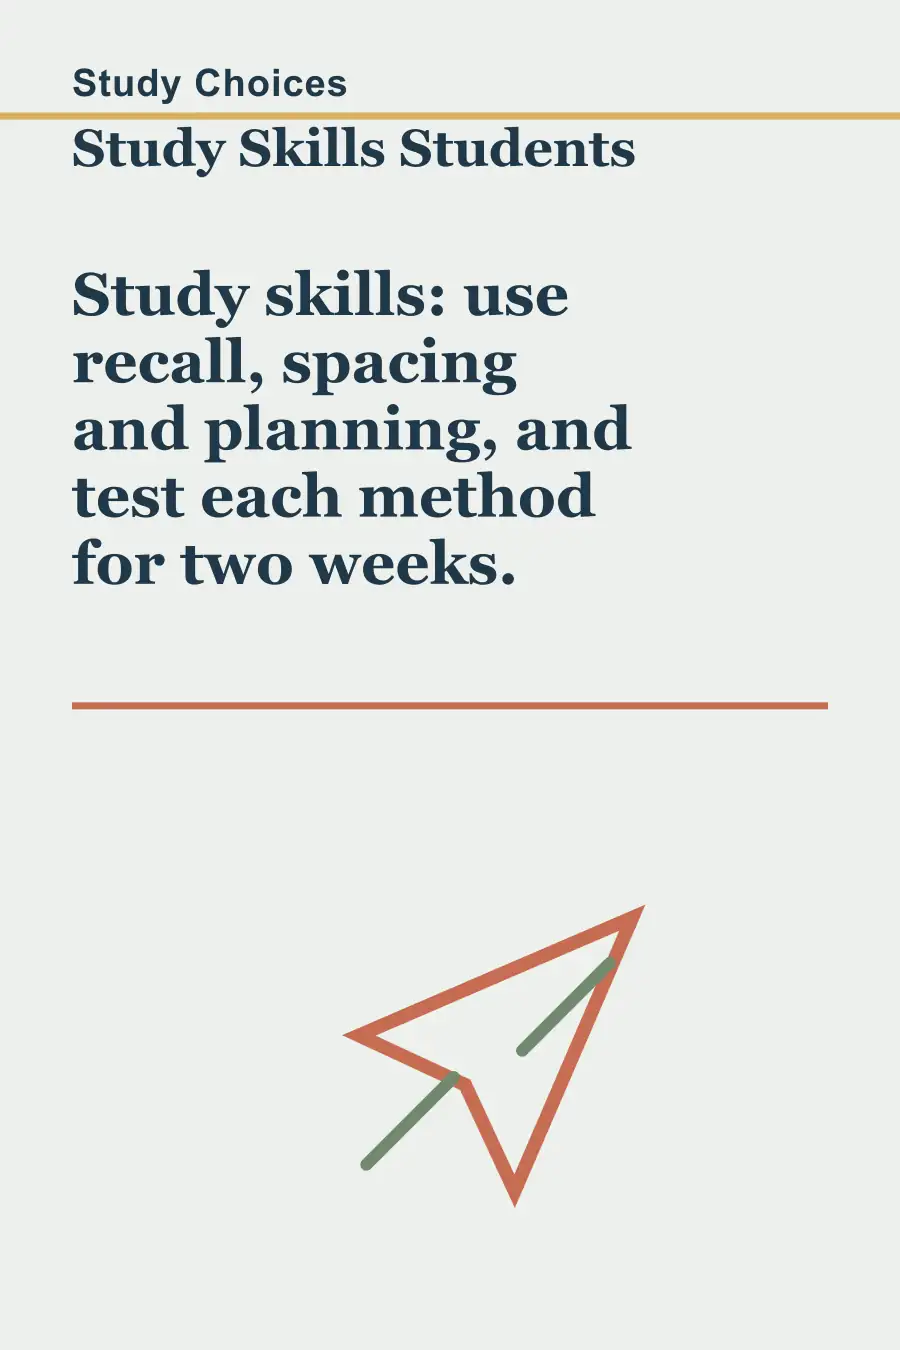 Study Choices
Study Skills Students
Study skills: use
recall, spacing
and planning, and
test each method
for two weeks.